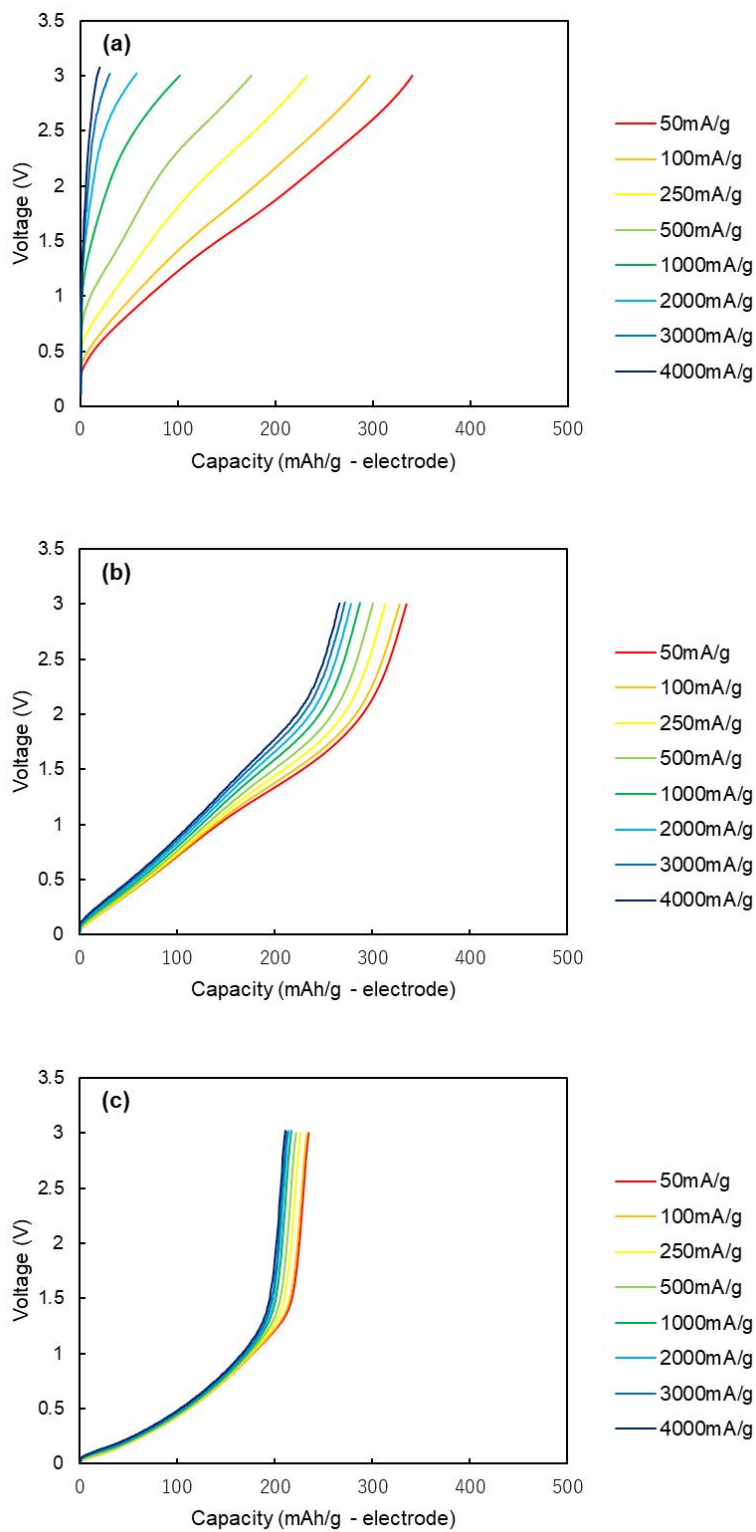 (a)
3.5
3
2.5
2
1.5
1
0.5
0
Voltage (V)
0 100 200 300 400 500
Capacity (mAh/g - electrode)
50mA/g
100mA/g
250mA/g
500mA/g
1000mA/g
2000mA/g
3000mA/g
4000mA/g
(b)
3.5
3
2.5
2
1.5
1
0.5
0
Voltage (V)
0 100 200 300 400 500
Capacity (mAh/g - electrode)
50mA/g
100mA/g
250mA/g
500mA/g
1000mA/g
2000mA/g
3000mA/g
4000mA/g
(c)
3.5
3
2.5
2
1.5
1
0.5
0
Voltage (V)
0 100 200 300 400 500
Capacity (mAh/g - electrode)
50mA/g
100mA/g
250mA/g
500mA/g
1000mA/g
2000mA/g
3000mA/g
4000mA/g